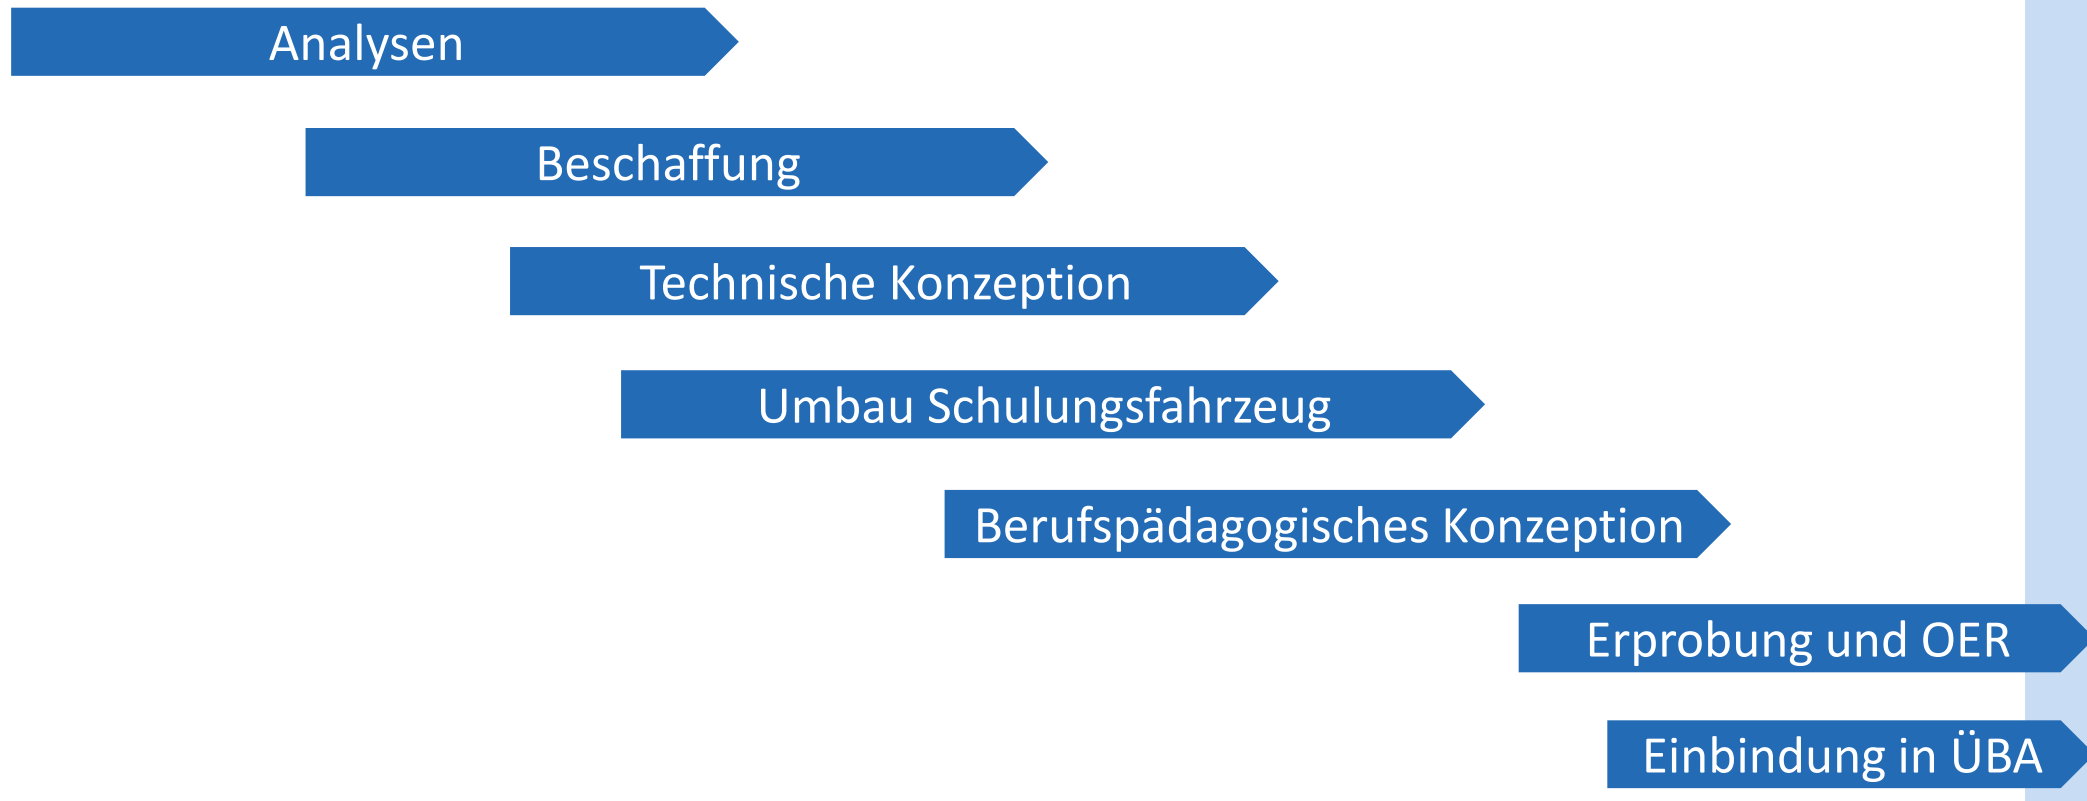 Analysen
Beschaffung
Technische Konzeption
Umbau Schulungsfahrzeug
Berufspädagogisches Konzeption
Erprobung und OER
Einbindung in ÜBA